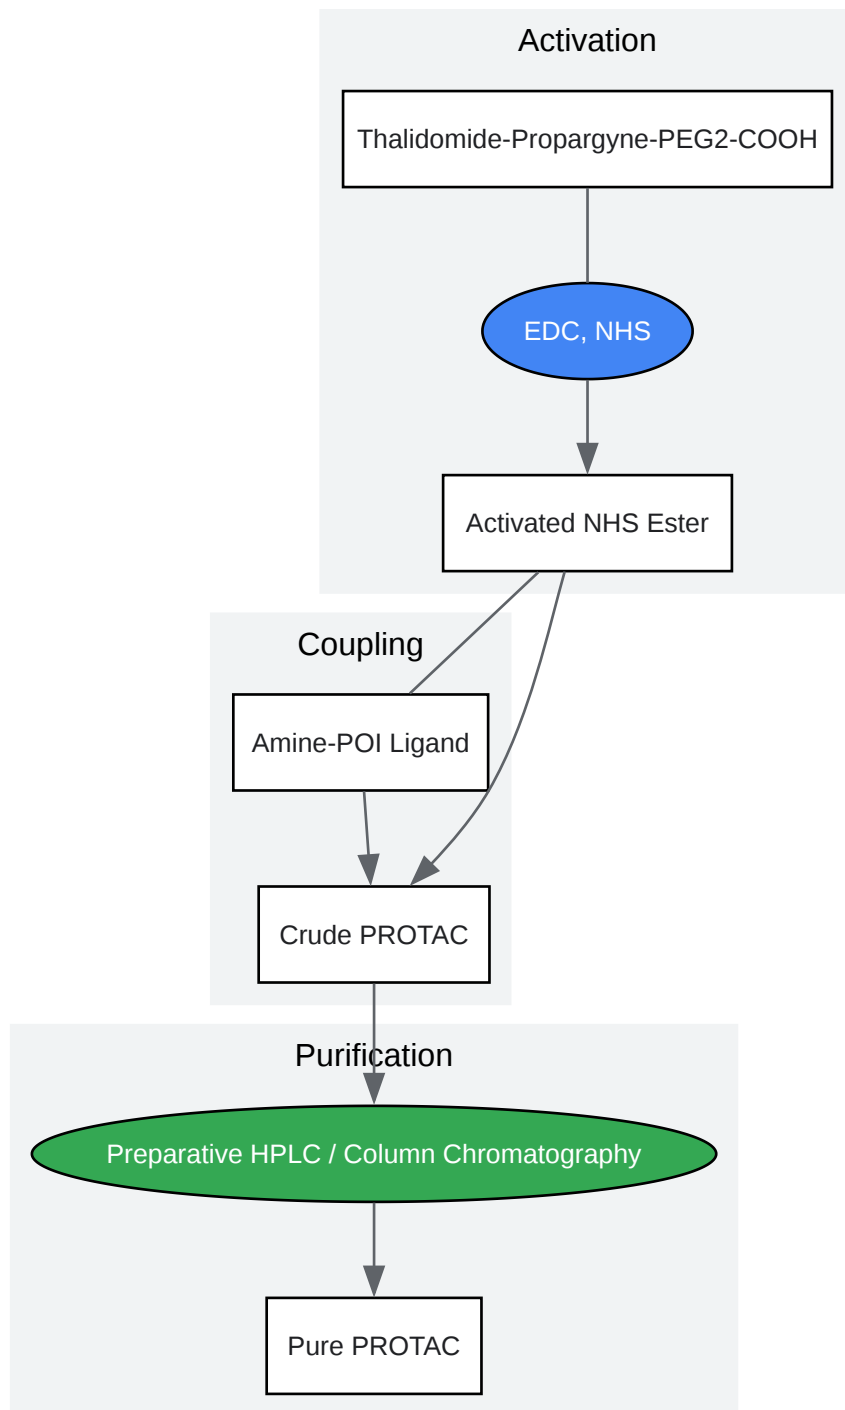 Activation
Thalidomide-Propargyne-PEG2-COOH
EDC, NHS
Activated NHS Ester
Coupling
Amine-POI Ligand
Crude PROTAC
Purification
Preparative HPLC / Column Chromatography
Pure PROTAC